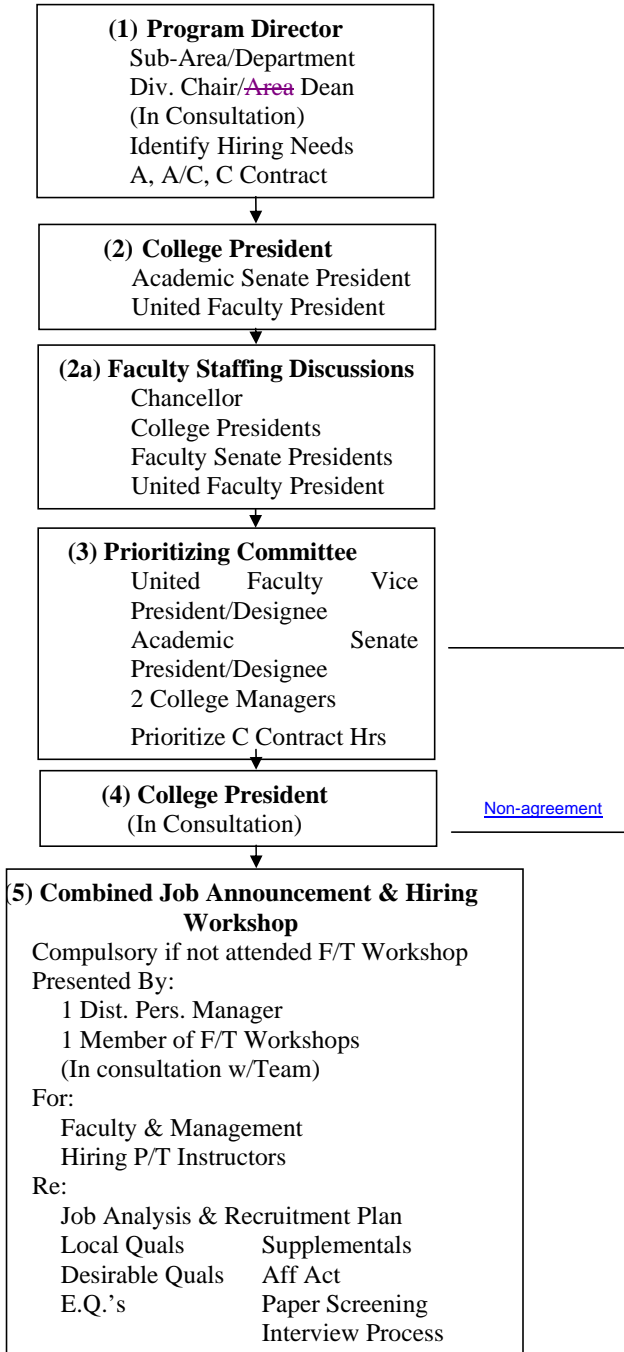 (1) Program Director
Sub-Area/Department
Div. Chair/Area Dean
(In Consultation)
Identify Hiring Needs
A, A/C, C Contract
(2) College President
Academic Senate President
United Faculty President
(2a) Faculty Staffing Discussions
Chancellor
College Presidents
Faculty Senate Presidents
United Faculty President
(3) Prioritizing Committee
United Faculty Vice
President/Designee
Academic Senate
President/Designee
2 College Managers
Prioritize C Contract Hrs
(4) College President
(In Consultation)
Non-agreement
(5) Combined Job Announcement & Hiring
Workshop
Compulsory if not attended F/T Workshop
Presented By:
1 Dist. Pers. Manager
1 Member of F/T Workshops
(In consultation w/Team)
For:
Faculty & Management
Hiring P/T Instructors
Re:
Job Analysis & Recruitment Plan
Local Quals Supplementals
Desirable Quals Aff Act
E.Q.’s Paper Screening
Interview Process